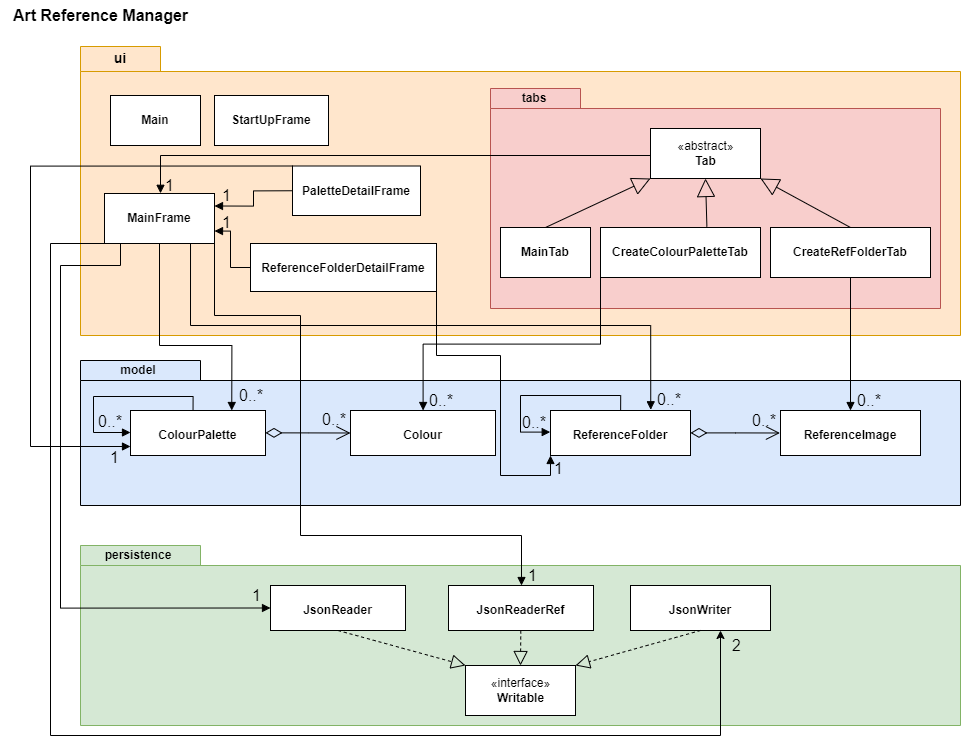 Art Reference Manager
ui
tabs
Main
StartUpFrame
«abstract»
Tab
1
PaletteDetailFrame
1
MainFrame
1
ReferenceFolderDetailFrame
MainTab
CreateColourPaletteTab
CreateRefFolderTab
model
0..*
0..*
0..*
0..*
0..*
ColourPalette
0..*
Colour
0..*
ReferenceFolder
0..*
ReferenceImage
1
1
persistence
1
1
JsonReader
JsonReaderRef
JsonWriter
2
«interface»
Writable